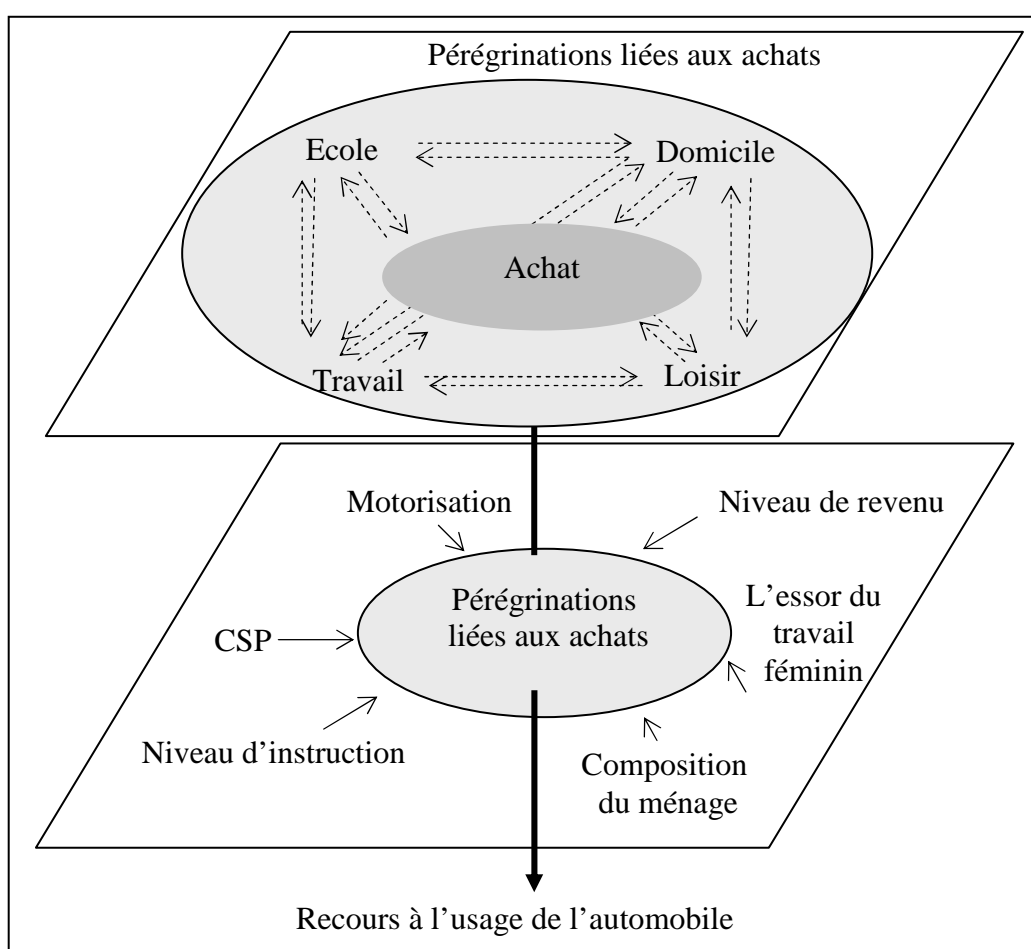 Pérégrinations liées aux achats
Ecole
Domicile
Achat
Travail
Loisir
Motorisation
Niveau de revenu
Pérégrinations
liées aux achats
L’essor du
travail
féminin
CSP
Niveau d’instruction
Composition
du ménage
Recours à l’usage de l’automobile